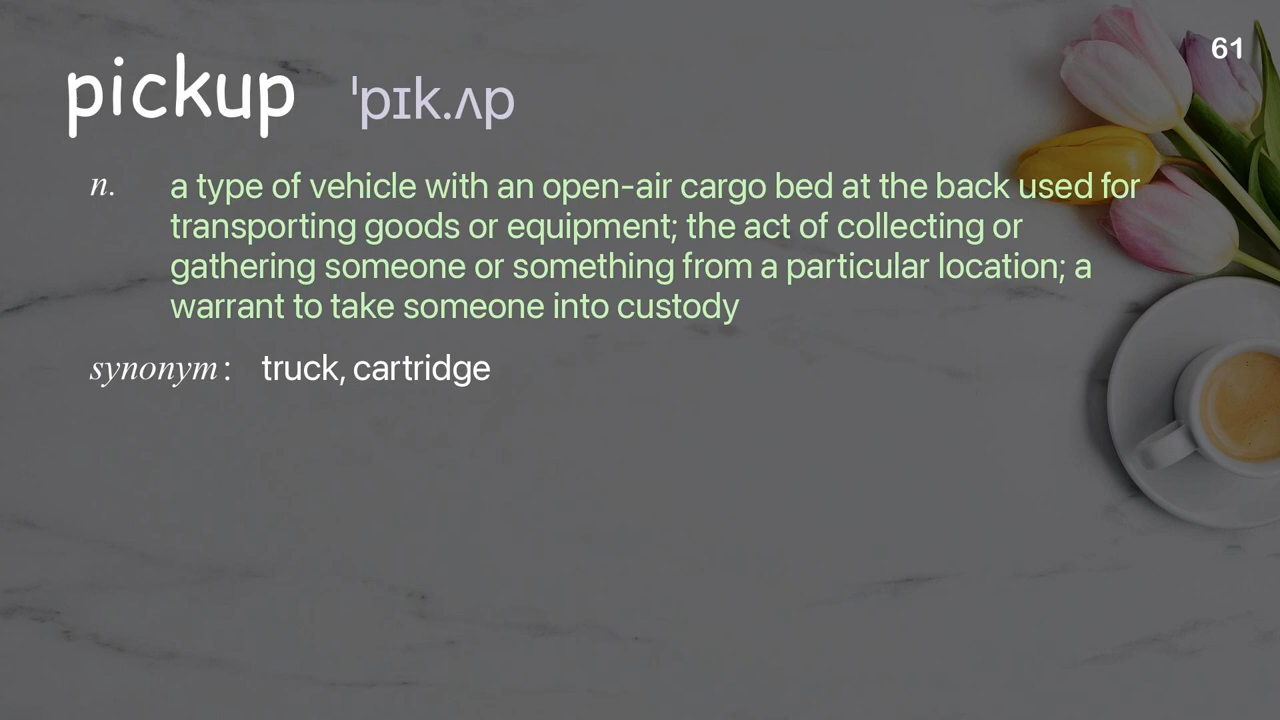 61
pickup ˈpɪk.ʌp
n. a type of vehicle with an open-air cargo bed at the back used for
transporting goods or equipment; the act of collecting or
gathering someone or something from a particular location; a
warrant to take someone into custody
synonym: truck, cartridge